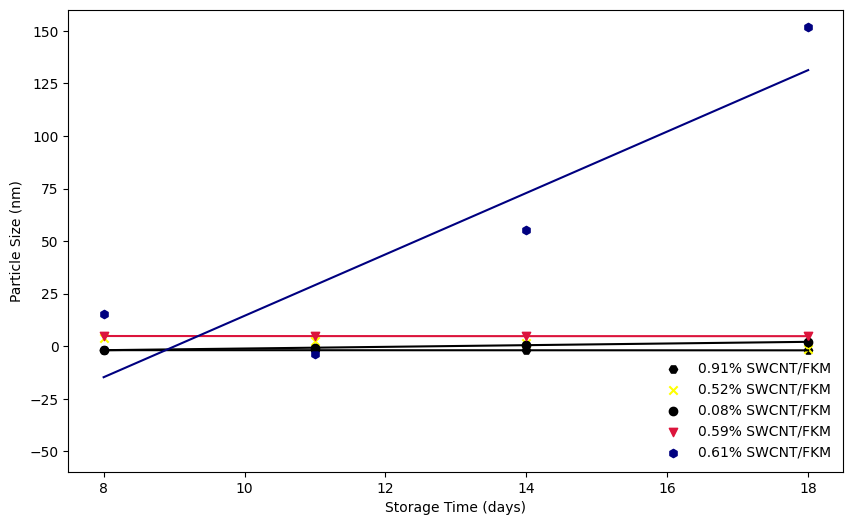 150
125
100
75
50
25
0
−25
−50
Particle Size (nm)
8
10
12
14
16
18
Storage Time (days)
0.91% SWCNT/FKM
0.52% SWCNT/FKM
0.08% SWCNT/FKM
0.59% SWCNT/FKM
0.61% SWCNT/FKM